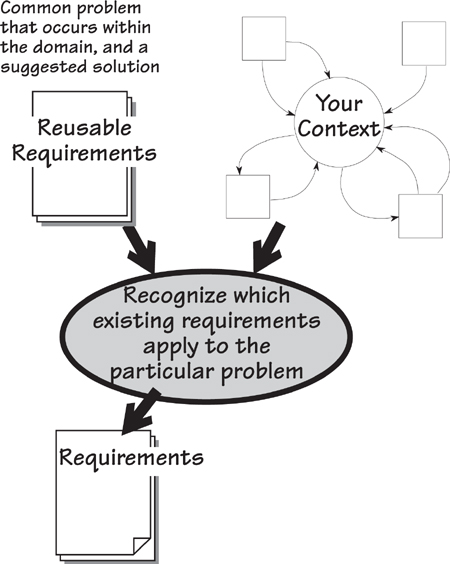 Common problem
that occurs within
the domain, and a
suggested solution
Reusable
Requirements
Your
Context
Recognize which
existing requirements
apply to the
particular problem
Requirements